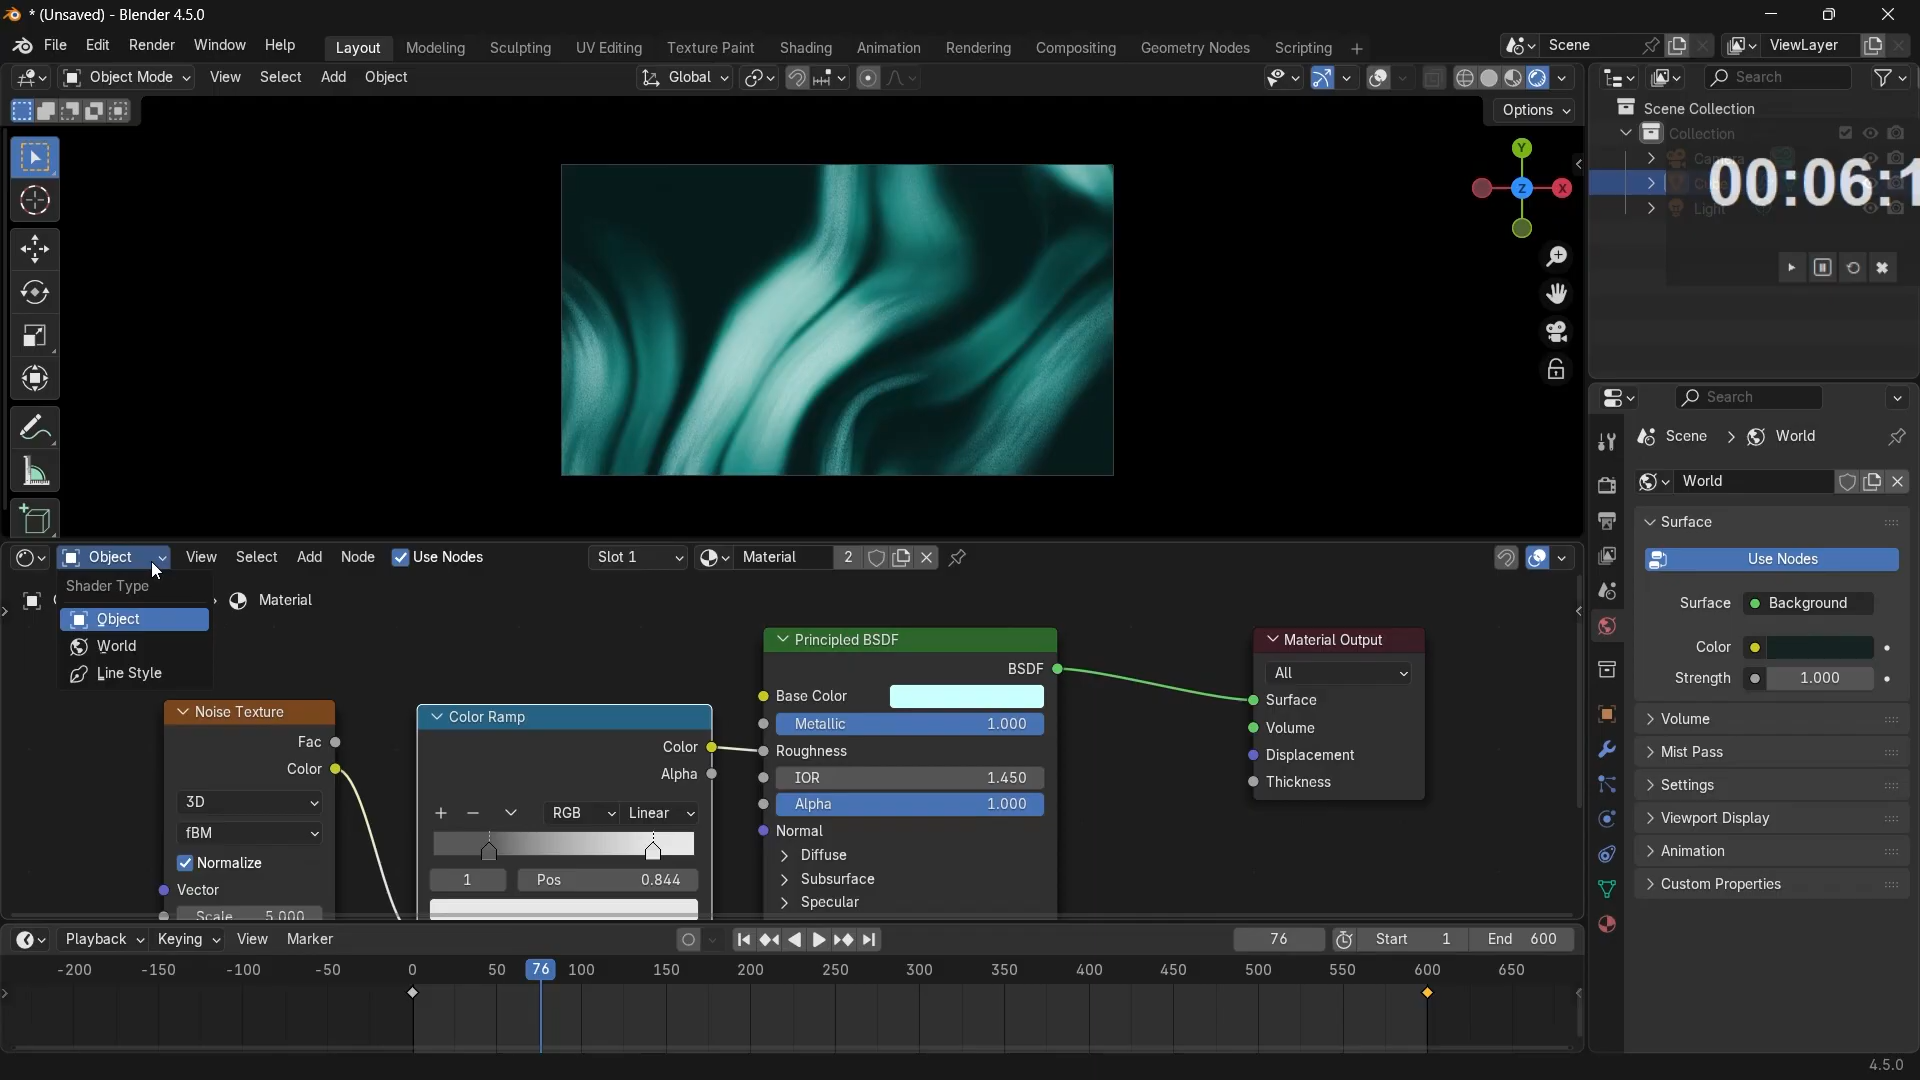 * (Unsaved) - Blender 4.5.0
File Edit Render Window Help Layout Modeling Sculpting UV Editing Texture Paint Shading Animation Rendering Compositing Geometry Nodes Scripting + Scene ViewLayer
Object Mode View Select Add Object Global Search
Options
Scene Collection
Collection
Y
Z X
00:06:1
Search
Scene World
World
Surface
Use Nodes
Surface Background
Color
Strength 1.000
Volume
Mist Pass
Settings
Viewport Display
Animation
Custom Properties
Object View Select Add Node Use Nodes Slot 1 Material 2
Shader Type
Material
Object
World
Line Style
Noise Texture
Fac
Color
3D
fBM
Normalize
Vector
Scale 5.000
Color Ramp
Color
Alpha
RGB Linear
1 Pos 0.844
Principled BSDF
BSDF
Base Color
Metallic 1.000
Roughness
IOR 1.450
Alpha 1.000
Normal
Diffuse
Subsurface
Specular
Material Output
All
Surface
Volume
Displacement
Thickness
Playback Keying View Marker 76 Start 1 End 600
-200 -150 -100 -50 0 50 76 100 150 200 250 300 350 400 450 500 550 600 650
4.5.0